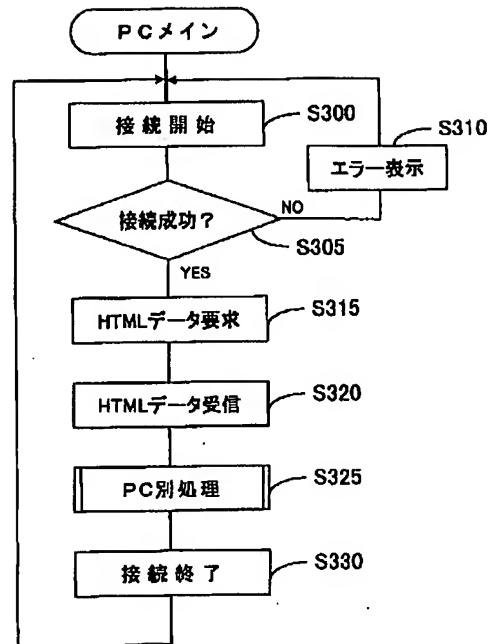 PCメイン
接続開始
S300
S310
エラー表示
接続成功?
NO
S305
YES
HTMLデータ要求
S315
HTMLデータ受信
S320
PC別処理
S325
接続終了
S330